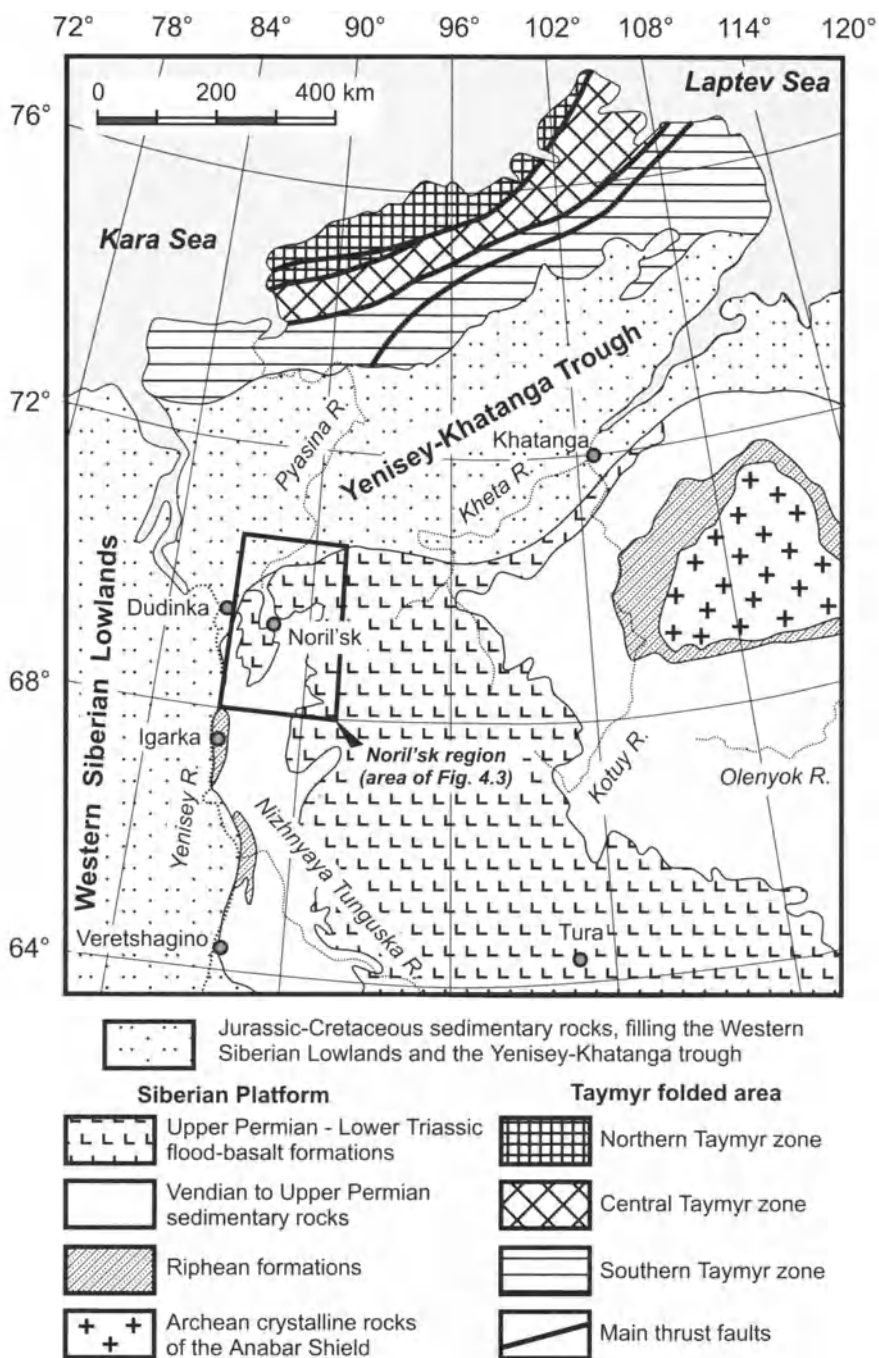 72° 78° 84° 90° 96° 102° 108° 114° 120°
Laptev Sea
0 200 400 km
76°
Kara Sea
72°
Pyasina R.
Yenisey-Khatanga Trough
Khatanga
Kheta R.
Dudinka
Noril'sk
68°
Igarka
Noril'sk region
(area of Fig. 4.3)
Kotuy R.
Olenyok R.
Western Siberian Lowlands
Yenisey R.
Nizhnyaya Tunguska R.
Veretshagino
Tura
64°
Jurassic-Cretaceous sedimentary rocks, filling the Western
Siberian Lowlands and the Yenisey-Khatanga trough
Siberian Platform
Upper Permian - Lower Triassic
flood-basalt formations
Vendian to Upper Permian
sedimentary rocks
Riphean formations
Archean crystalline rocks
of the Anabar Shield
Taymyr folded area
Northern Taymyr zone
Central Taymyr zone
Southern Taymyr zone
Main thrust faults